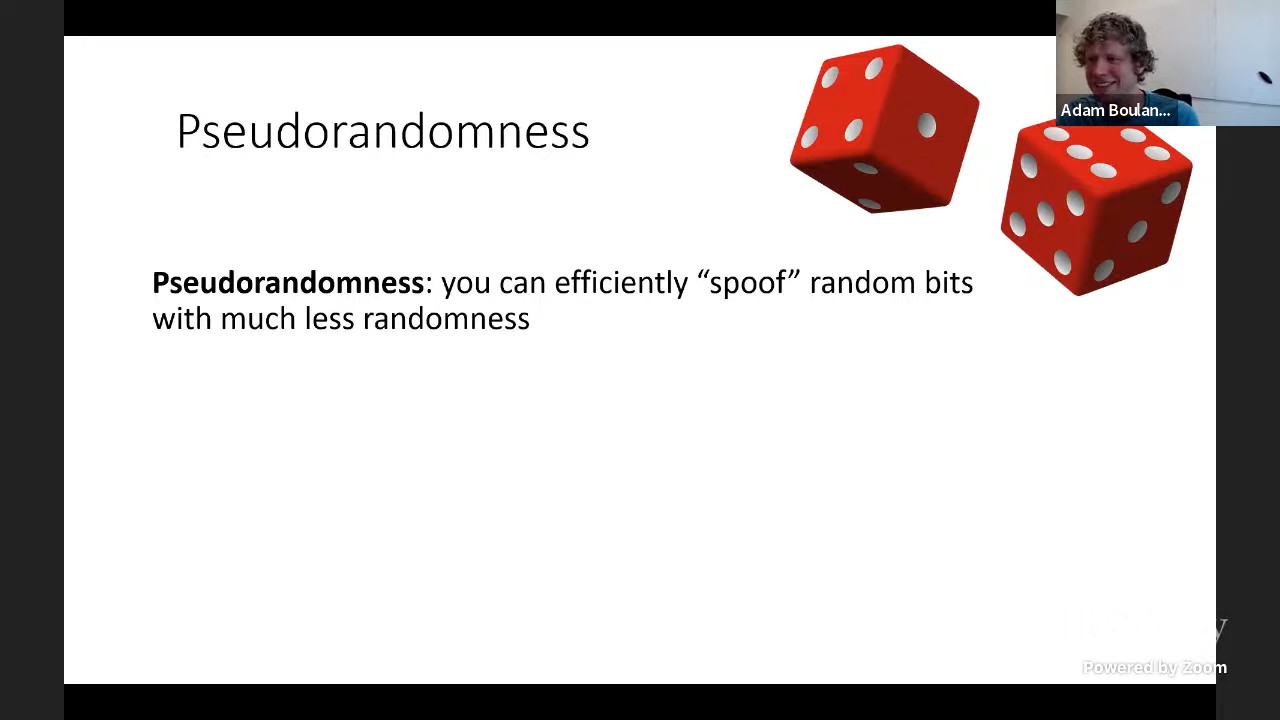 Pseudorandomness
Adam Boulan...
Pseudorandomness: you can efficiently “spoof” random bits
with much less randomness
y
Powered by Zoom